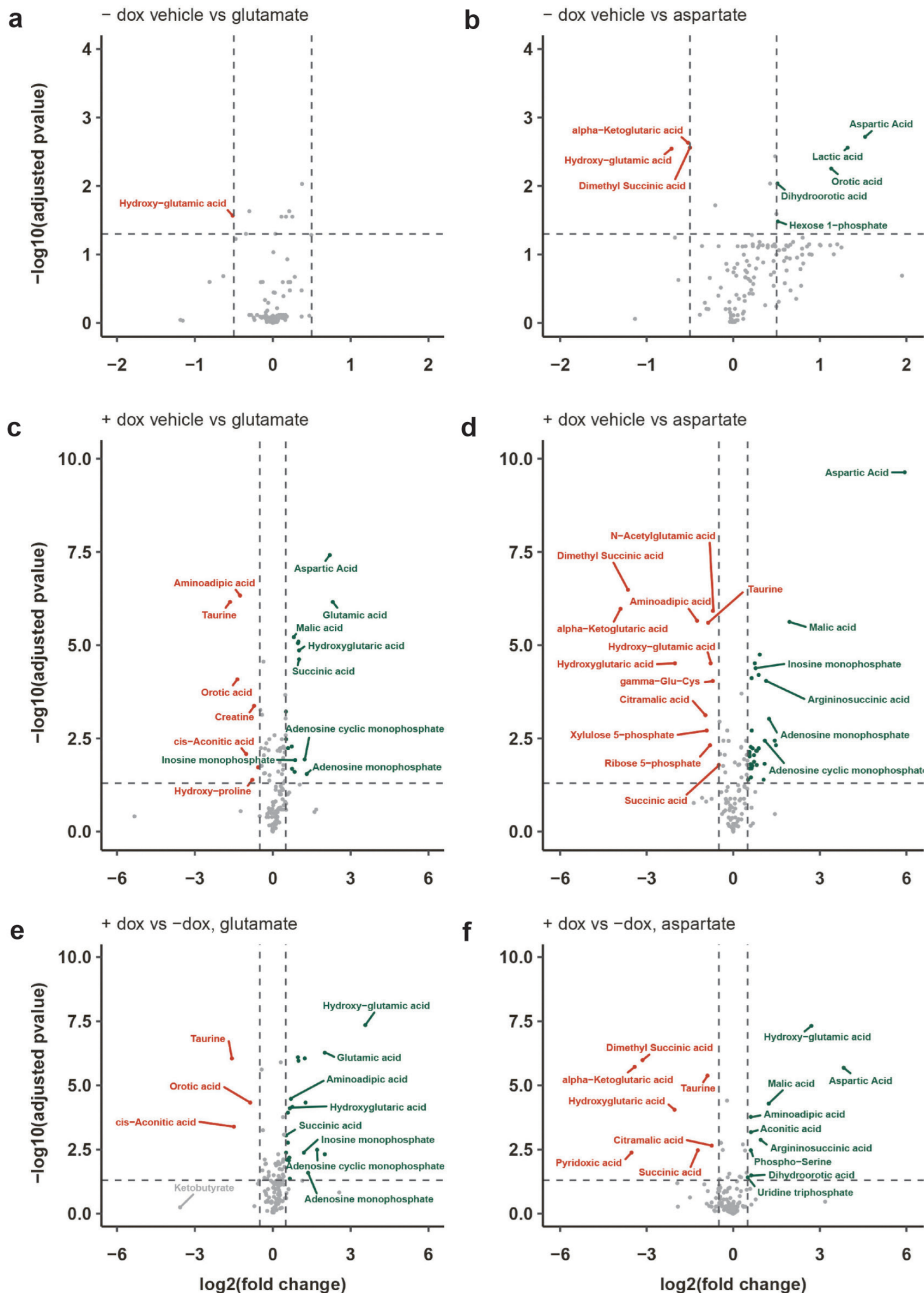 a
− dox vehicle vs glutamate
4
3
2
1
0
−log10(adjusted pvalue)
Hydroxy−glutamic acid
−2
−1
0
1
2
b
− dox vehicle vs aspartate
4
3
2
1
0
alpha−Ketoglutaric acid
Hydroxy−glutamic acid
Dimethyl Succinic acid
Aspartic Acid
Lactic acid
Orotic acid
Dihydroorotic acid
Hexose 1−phosphate
−2
−1
0
1
2
c
+ dox vehicle vs glutamate
10.0
7.5
5.0
2.5
0.0
−log10(adjusted pvalue)
Aspartic Acid
Aminoadipic acid
Taurine
Glutamic acid
Malic acid
Hydroxyglutaric acid
Succinic acid
Orotic acid
Creatine
cis−Aconitic acid
Adenosine cyclic monophosphate
Inosine monophosphate
Adenosine monophosphate
Hydroxy−proline
−6
−3
0
3
6
d
+ dox vehicle vs aspartate
10.0
7.5
5.0
2.5
0.0
Aspartic Acid
N−Acetylglutamic acid
Dimethyl Succinic acid
Taurine
Aminoadipic acid
alpha−Ketoglutaric acid
Malic acid
Hydroxy−glutamic acid
Hydroxyglutaric acid
Inosine monophosphate
gamma−Glu−Cys
Argininosuccinic acid
Citramalic acid
Xylulose 5−phosphate
Adenosine monophosphate
Ribose 5−phosphate
Adenosine cyclic monophosphate
Succinic acid
−6
−3
0
3
6
e
+ dox vs −dox, glutamate
10.0
7.5
5.0
2.5
0.0
−log10(adjusted pvalue)
Hydroxy−glutamic acid
Taurine
Glutamic acid
Orotic acid
Aminoadipic acid
Hydroxyglutaric acid
cis−Aconitic acid
Succinic acid
Inosine monophosphate
Adenosine cyclic monophosphate
Ketobutyrate
Adenosine monophosphate
−6
−3
0
3
6
log2(fold change)
f
+ dox vs −dox, aspartate
10.0
7.5
5.0
2.5
0.0
Hydroxy−glutamic acid
Dimethyl Succinic acid
alpha−Ketoglutaric acid
Taurine
Aspartic Acid
Malic acid
Hydroxyglutaric acid
Aminoadipic acid
Aconitic acid
Citramalic acid
Argininosuccinic acid
Pyridoxic acid
Succinic acid
Phospho−Serine
Dihydroorotic acid
Uridine triphosphate
−6
−3
0
3
6
log2(fold change)